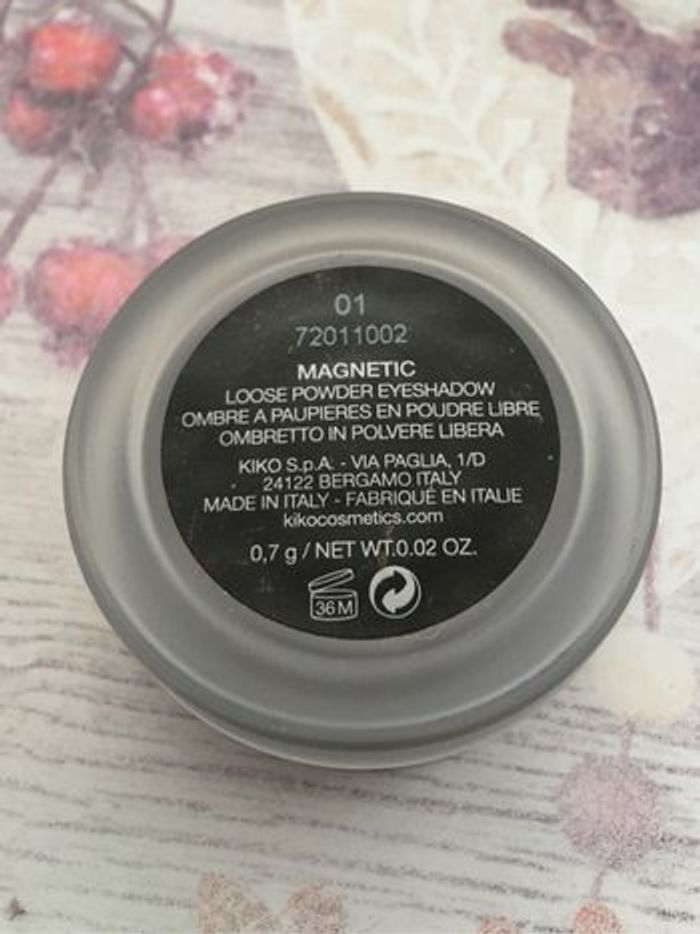 01
72011002
MAGNETIC
LOOSE POWDER EYESHADOW
OMBRE A PAUPIERES EN POUDRE LIBRE
OMBRETTO IN POLVERE LIBERA
KIKO S.p.A. - VIA PAGLIA, 1/D
24122 BERGAMO ITALY
MADE IN ITALY - FABRIQUÉ EN ITALIE
kikocosmetics.com
0,7 g / NET WT.0.02 OZ.
36 M